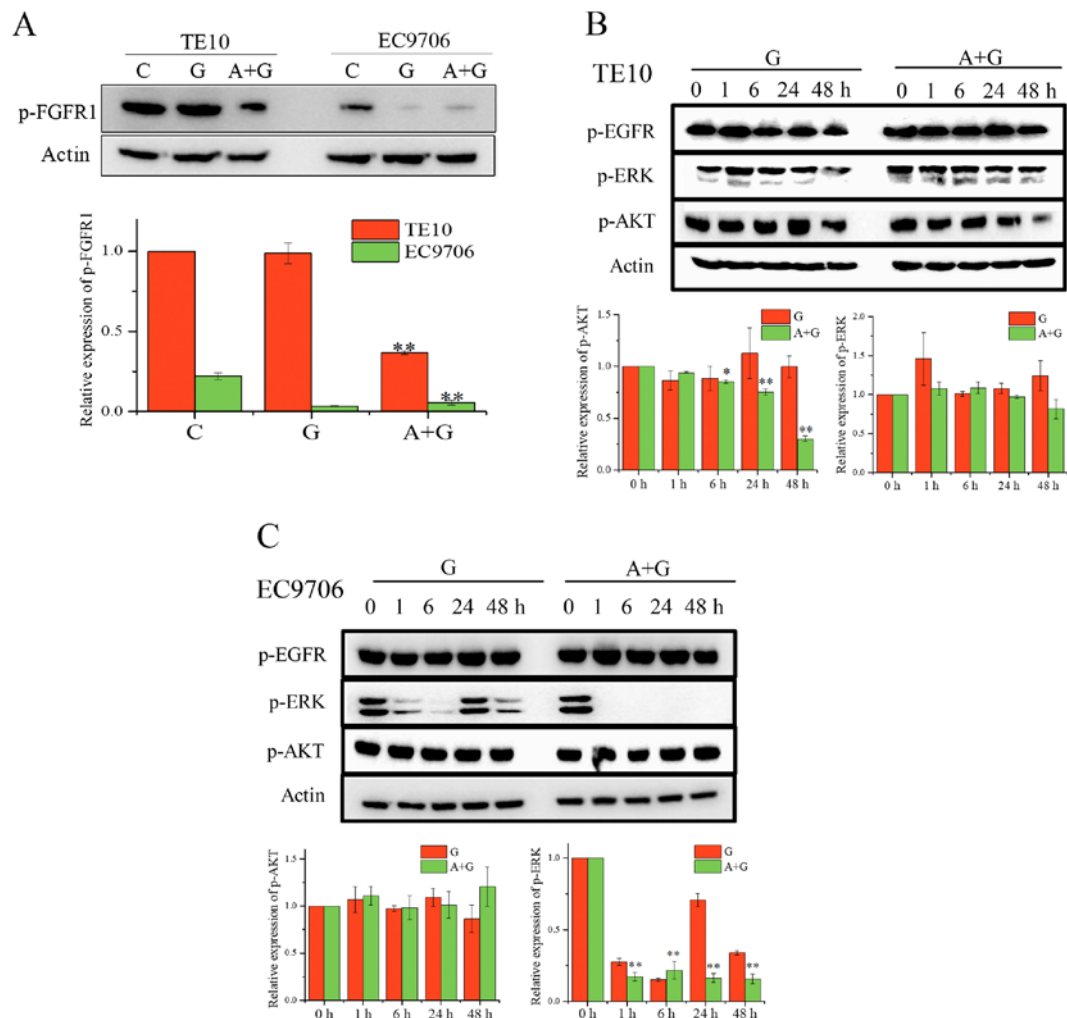 A
TE10 EC9706
C G A+G C G A+G
p-FGFR1
Actin
Relative expression of p-FGFR1
1.0
0.5
0.0
TE10
EC9706
**
**
C G A+G
B
TE10
G A+G
0 1 6 24 48 h 0 1 6 24 48 h
p-EGFR
p-ERK
p-AKT
Actin
Relative expression of p-AKT
1.5
1.0
0.5
0.0
G
A+G
*
**
**
0 h 1 h 6 h 24 h 48 h
Relative expression of p-ERK
2.0
1.5
1.0
0.5
0.0
G
A+G
0 h 1 h 6 h 24 h 48 h
C
EC9706
G A+G
0 1 6 24 48 h 0 1 6 24 48 h
p-EGFR
p-ERK
p-AKT
Actin
Relative expression of p-AKT
1.5
1.0
0.5
0.0
G
A+G
0 h 1 h 6 h 24 h 48 h
Relative expression of p-ERK
1.0
0.5
0.0
G
A+G
**
**
**
**
0 h 1 h 6 h 24 h 48 h